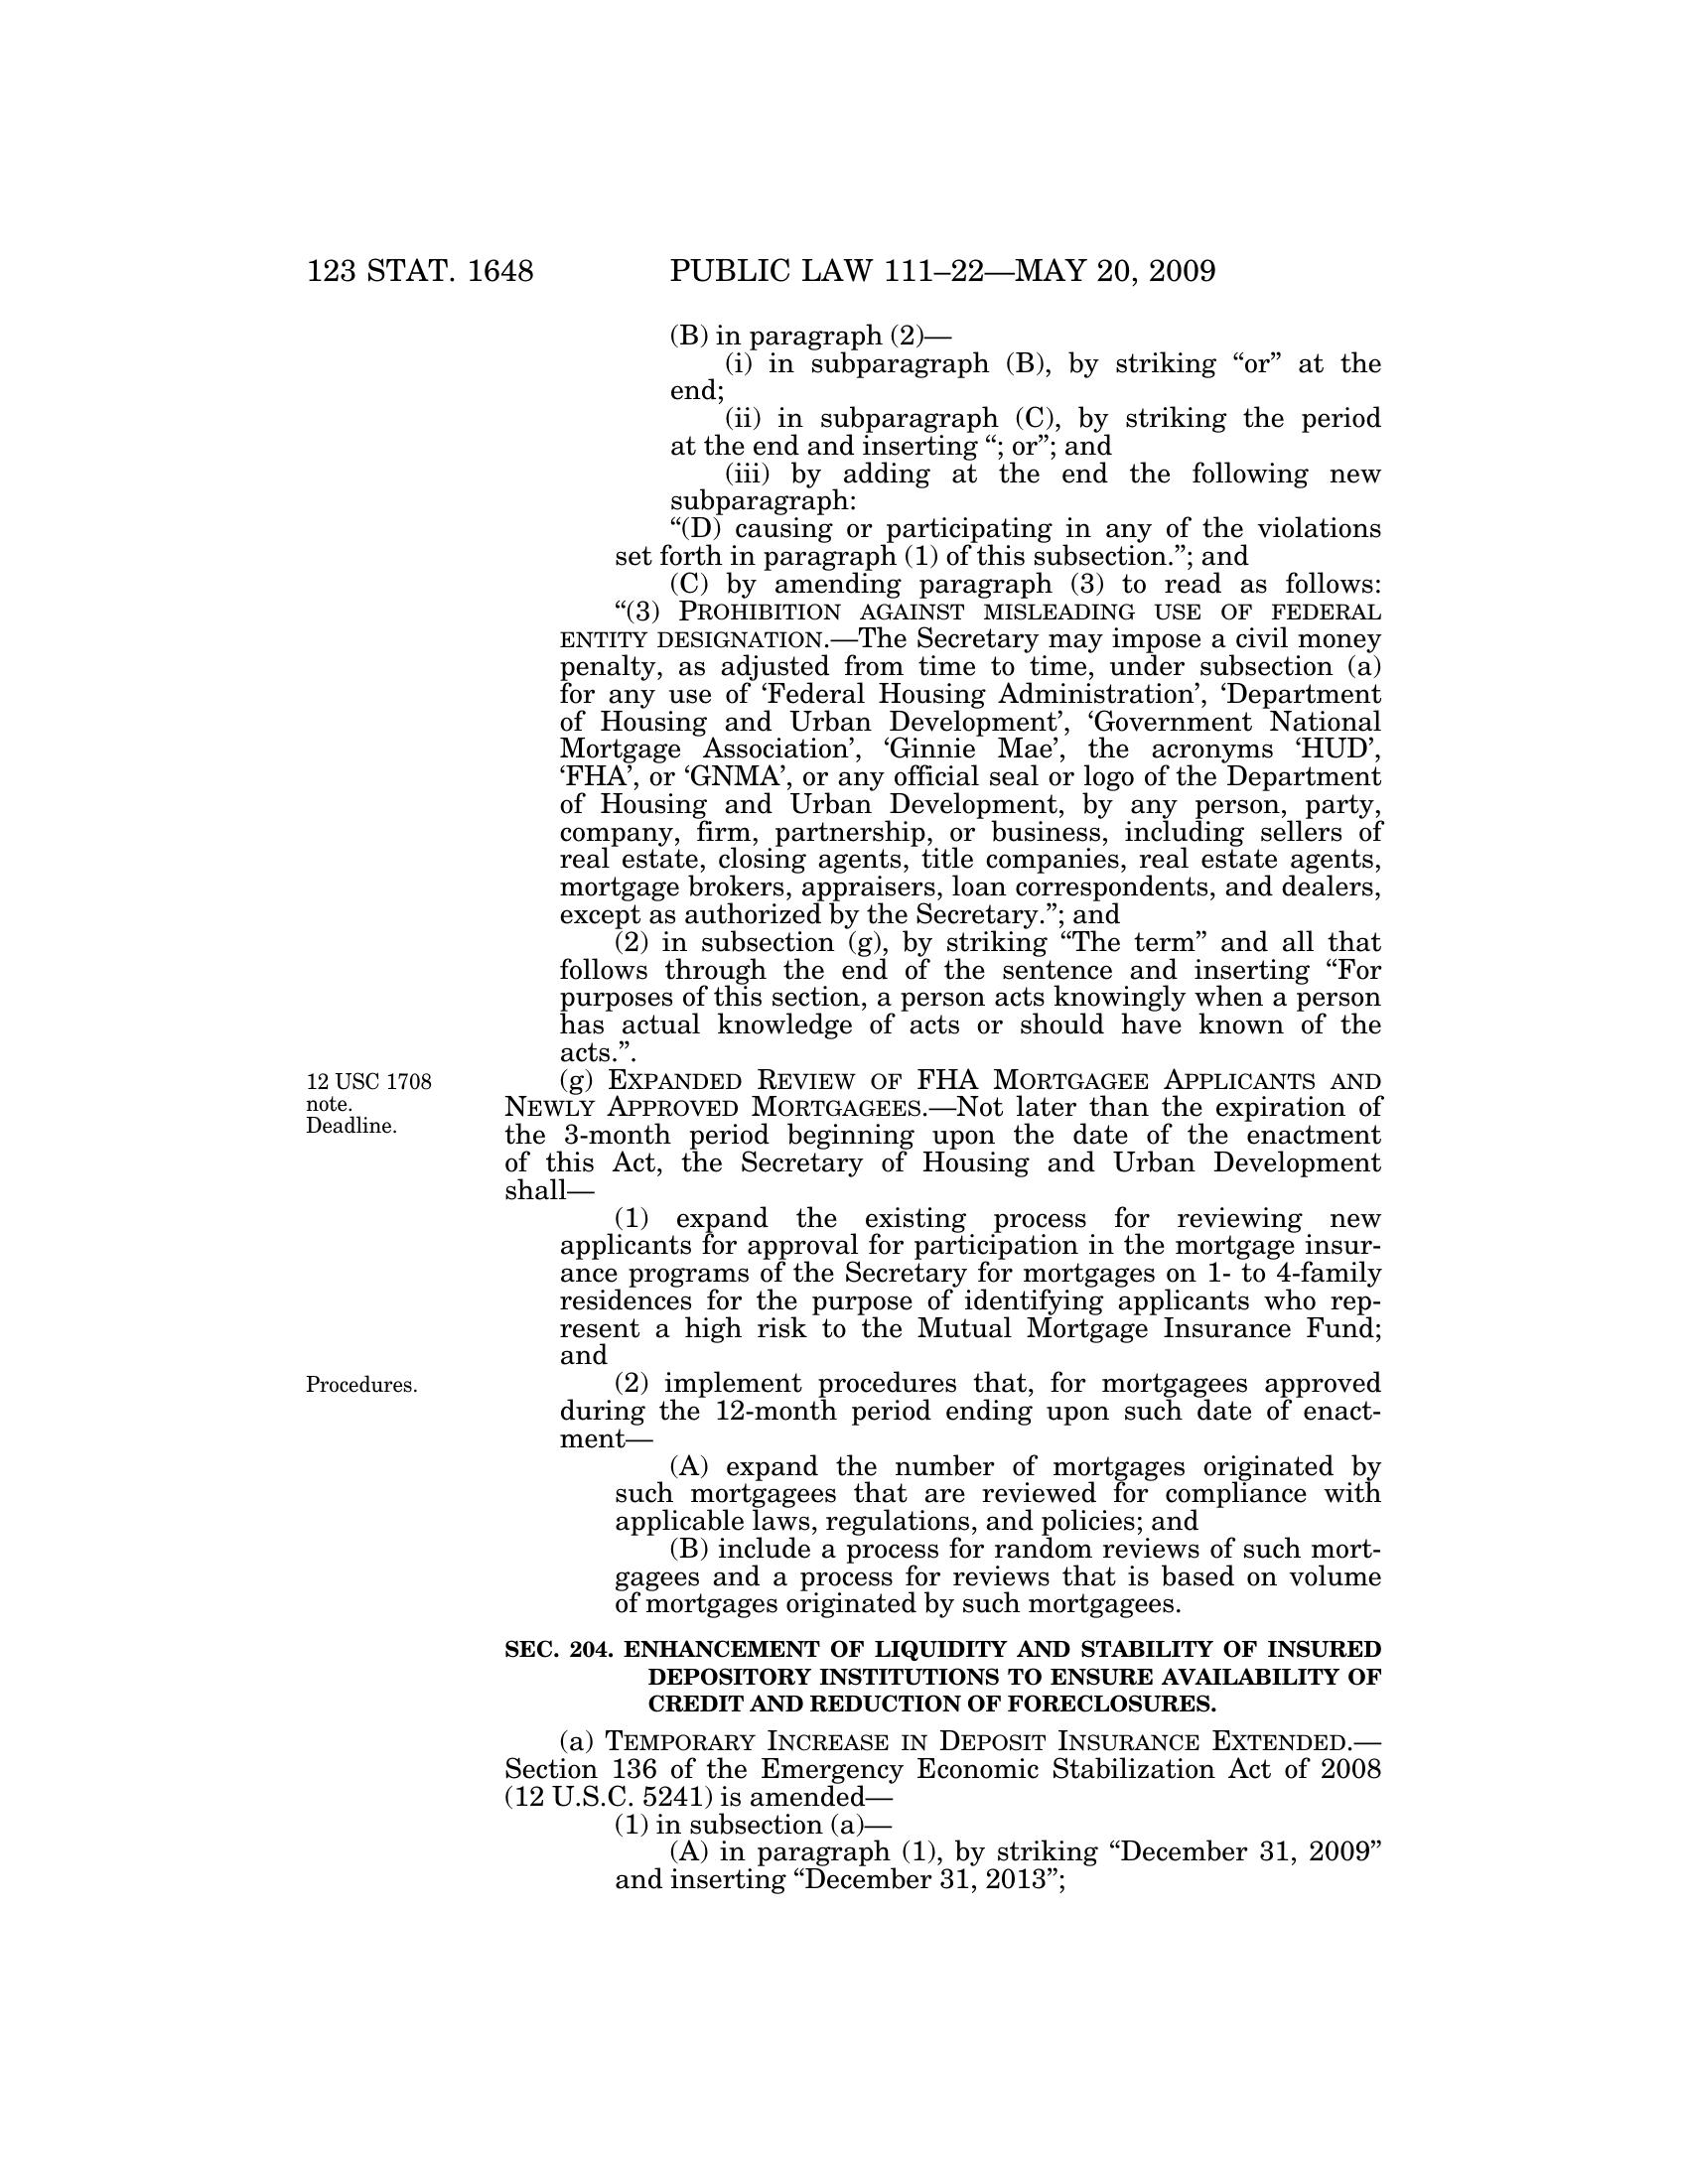 123 STAT. 1648 PUBLIC LAW 111–22—MAY 20, 2009
(B) in paragraph (2)—
(i) in subparagraph (B), by striking “or” at the
end;
(ii) in subparagraph (C), by striking the period
at the end and inserting “; or”; and
(iii) by adding at the end the following new
subparagraph:
“(D) causing or participating in any of the violations
set forth in paragraph (1) of this subsection.”; and
(C) by amending paragraph (3) to read as follows:
“(3) PROHIBITION AGAINST MISLEADING USE OF FEDERAL
ENTITY DESIGNATION.—The Secretary may impose a civil money
penalty, as adjusted from time to time, under subsection (a)
for any use of ‘Federal Housing Administration’, ‘Department
of Housing and Urban Development’, ‘Government National
Mortgage Association’, ‘Ginnie Mae’, the acronyms ‘HUD’,
‘FHA’, or ‘GNMA’, or any official seal or logo of the Department
of Housing and Urban Development, by any person, party,
company, firm, partnership, or business, including sellers of
real estate, closing agents, title companies, real estate agents,
mortgage brokers, appraisers, loan correspondents, and dealers,
except as authorized by the Secretary.”; and
(2) in subsection (g), by striking “The term” and all that
follows through the end of the sentence and inserting “For
purposes of this section, a person acts knowingly when a person
has actual knowledge of acts or should have known of the
acts.”.
12 USC 1708
note.
Deadline.
(g) EXPANDED REVIEW OF FHA MORTGAGEE APPLICANTS AND
NEWLY APPROVED MORTGAGEES.—Not later than the expiration of
the 3-month period beginning upon the date of the enactment
of this Act, the Secretary of Housing and Urban Development
shall—
(1) expand the existing process for reviewing new
applicants for approval for participation in the mortgage insur-
ance programs of the Secretary for mortgages on 1- to 4-family
residences for the purpose of identifying applicants who rep-
resent a high risk to the Mutual Mortgage Insurance Fund;
and
Procedures.
(2) implement procedures that, for mortgagees approved
during the 12-month period ending upon such date of enact-
ment—
(A) expand the number of mortgages originated by
such mortgagees that are reviewed for compliance with
applicable laws, regulations, and policies; and
(B) include a process for random reviews of such mort-
gagees and a process for reviews that is based on volume
of mortgages originated by such mortgagees.
SEC. 204. ENHANCEMENT OF LIQUIDITY AND STABILITY OF INSURED
DEPOSITORY INSTITUTIONS TO ENSURE AVAILABILITY OF
CREDIT AND REDUCTION OF FORECLOSURES.
(a) TEMPORARY INCREASE IN DEPOSIT INSURANCE EXTENDED.—
Section 136 of the Emergency Economic Stabilization Act of 2008
(12 U.S.C. 5241) is amended—
(1) in subsection (a)—
(A) in paragraph (1), by striking “December 31, 2009”
and inserting “December 31, 2013”;